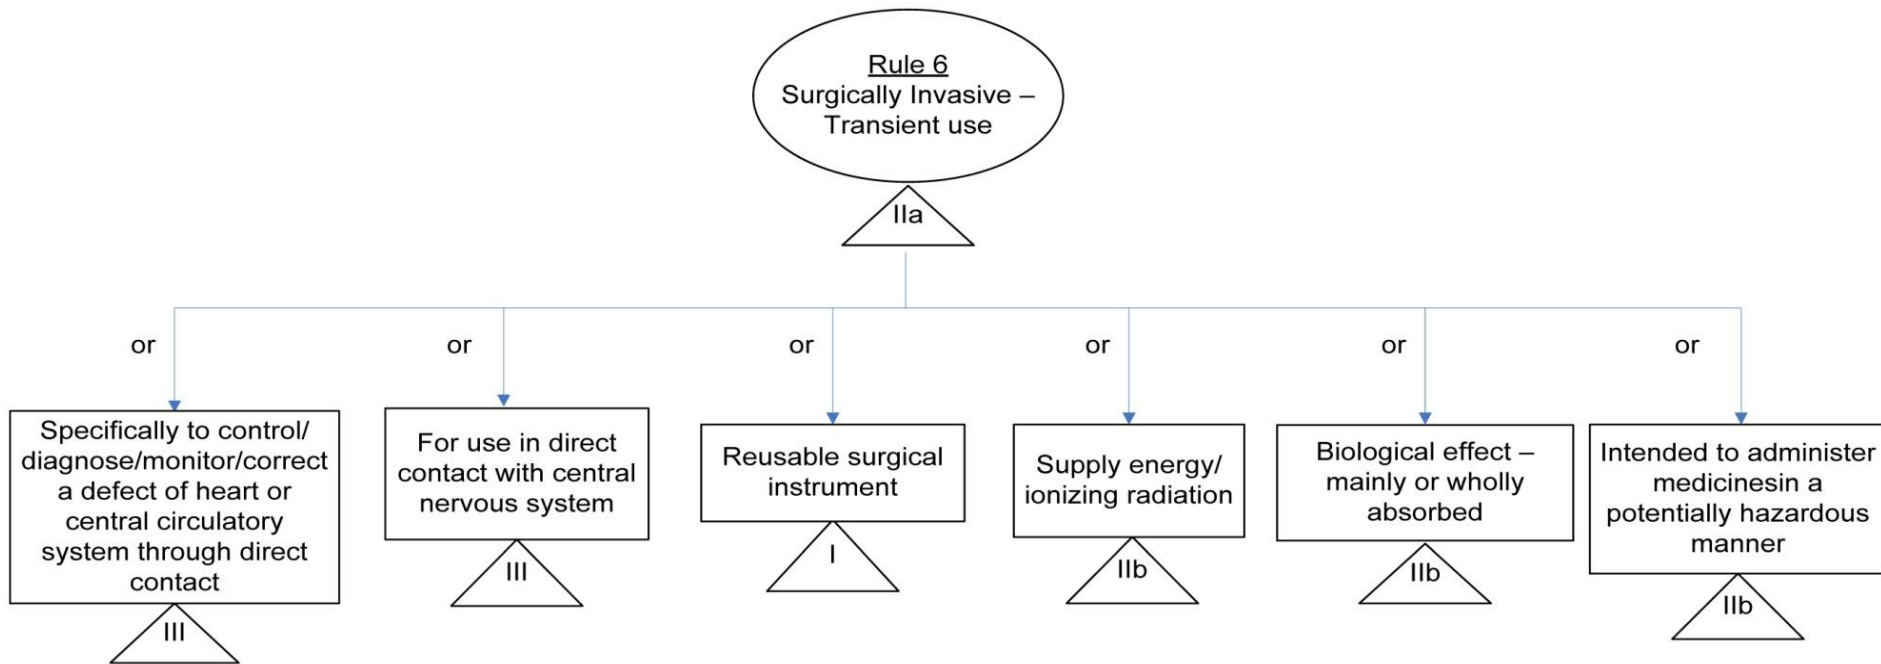 Rule 6
Surgically Invasive –
Transient use
IIa
or
or
or
or
or
or
Specifically to control/
diagnose/monitor/correct
a defect of heart or
central circulatory
system through direct
contact
III
For use in direct
contact with central
nervous system
III
Reusable surgical
instrument
I
Supply energy/
ionizing radiation
IIb
Biological effect –
mainly or wholly
absorbed
IIb
Intended to administer
medicinesin a
potentially hazardous
manner
IIb